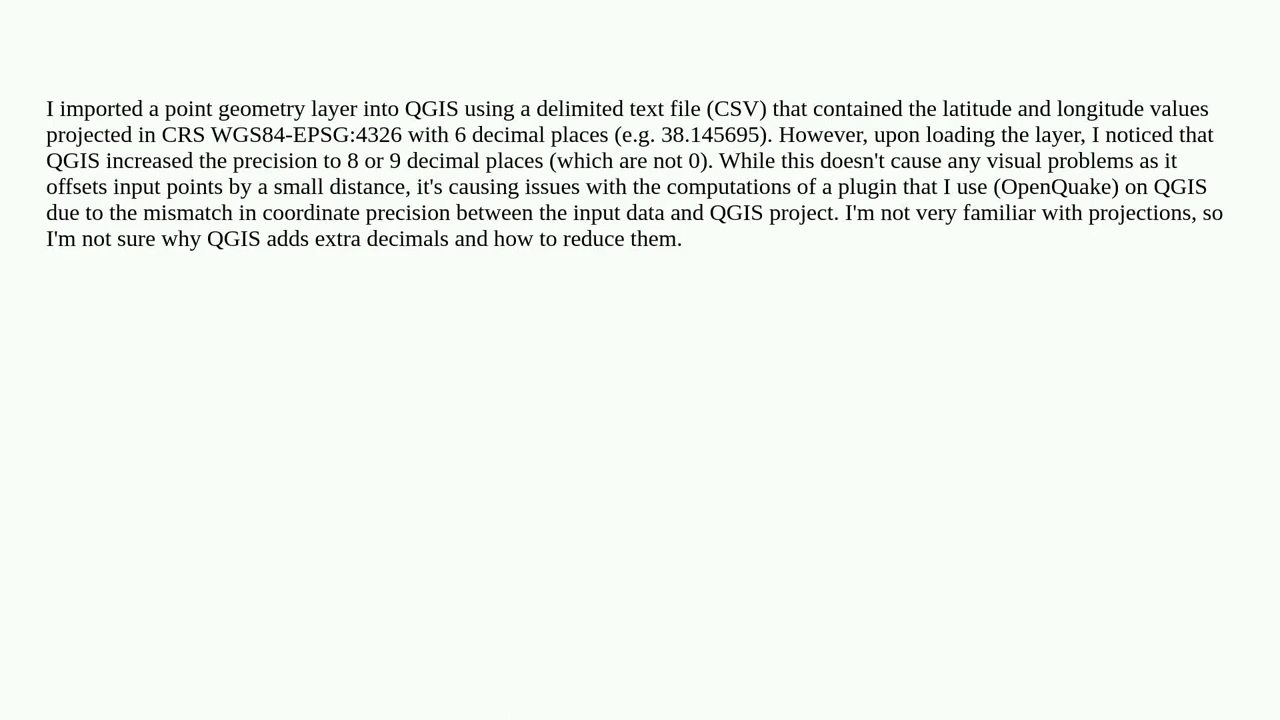 I imported a point geometry layer into QGIS using a delimited text file (CSV) that contained the latitude and longitude values
projected in CRS WGS84-EPSG:4326 with 6 decimal places (e.g. 38.145695). However, upon loading the layer, I noticed that
QGIS increased the precision to 8 or 9 decimal places (which are not 0). While this doesn't cause any visual problems as it
offsets input points by a small distance, it's causing issues with the computations of a plugin that I use (OpenQuake) on QGIS
due to the mismatch in coordinate precision between the input data and QGIS project. I'm not very familiar with projections, so
I'm not sure why QGIS adds extra decimals and how to reduce them.